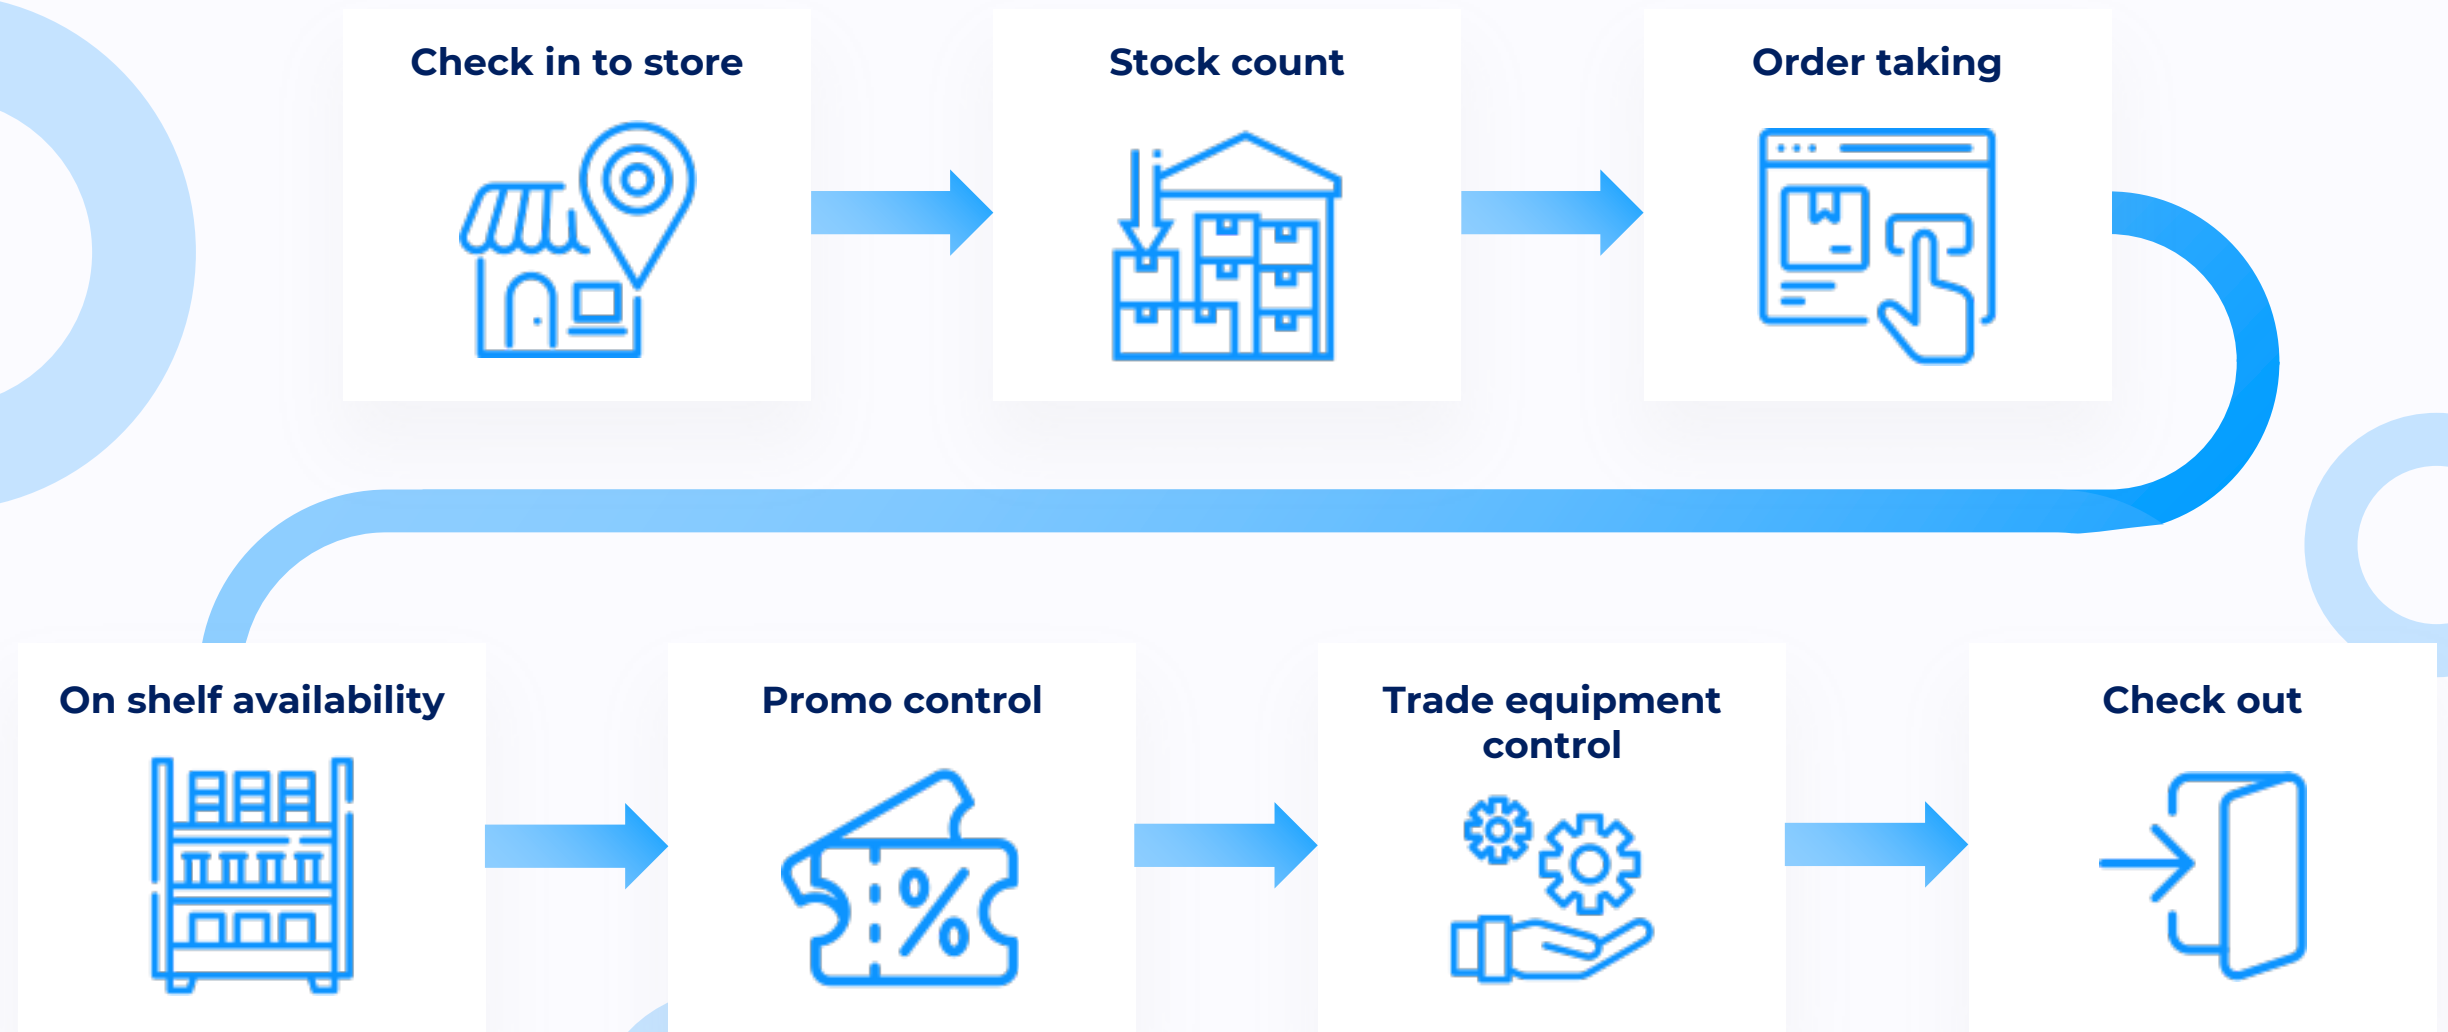 Check in to store
Stock count
Order taking
On shelf availability
Promo control
Trade equipment
control
Check out
%